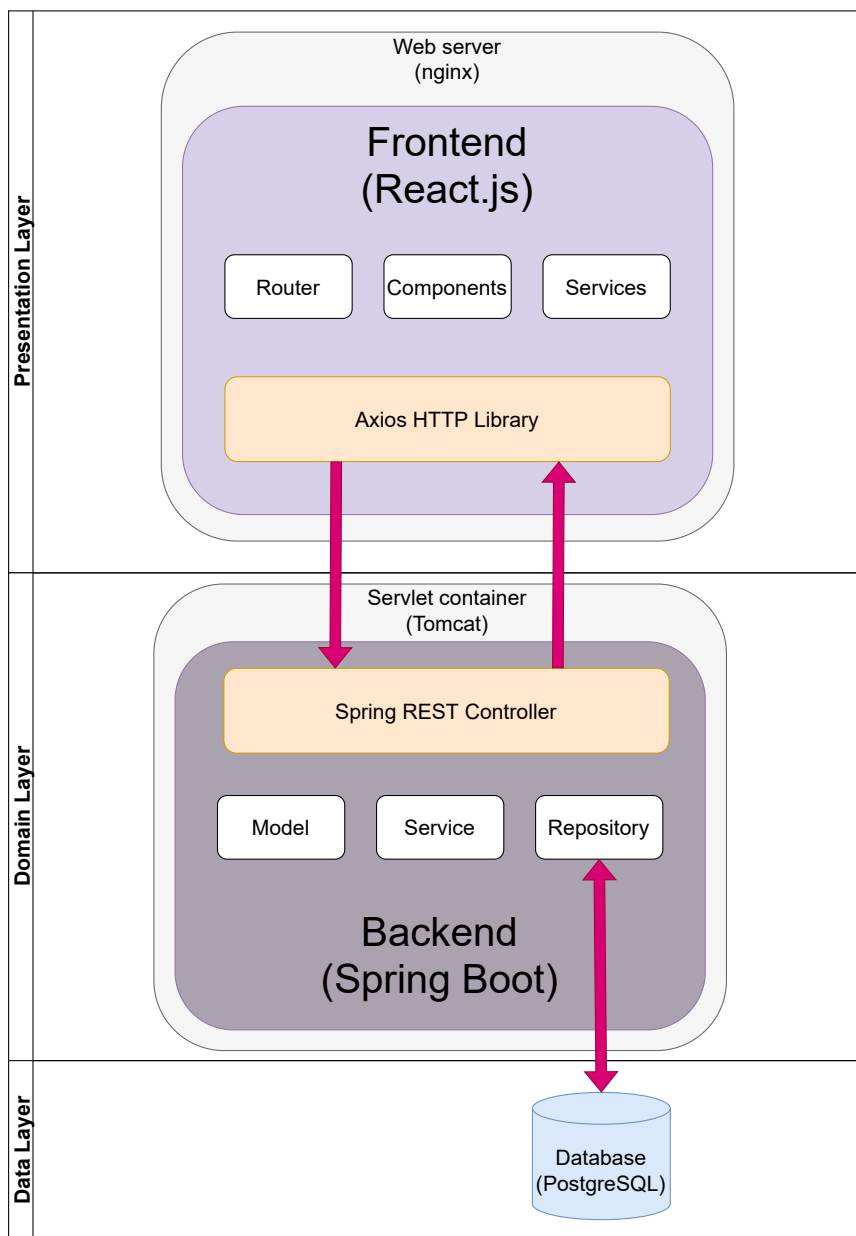 Presentation Layer
Web server
(nginx)
Frontend
(React.js)
Router
Components
Services
Axios HTTP Library
Domain Layer
Servlet container
(Tomcat)
Spring REST Controller
Model
Service
Repository
Backend
(Spring Boot)
Data Layer
Database
(PostgreSQL)